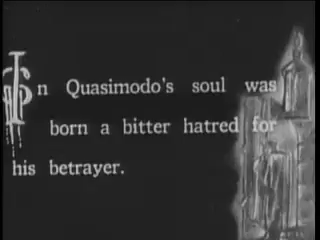 In Quasimodo's soul was
born a bitter hatred for
his betrayer.